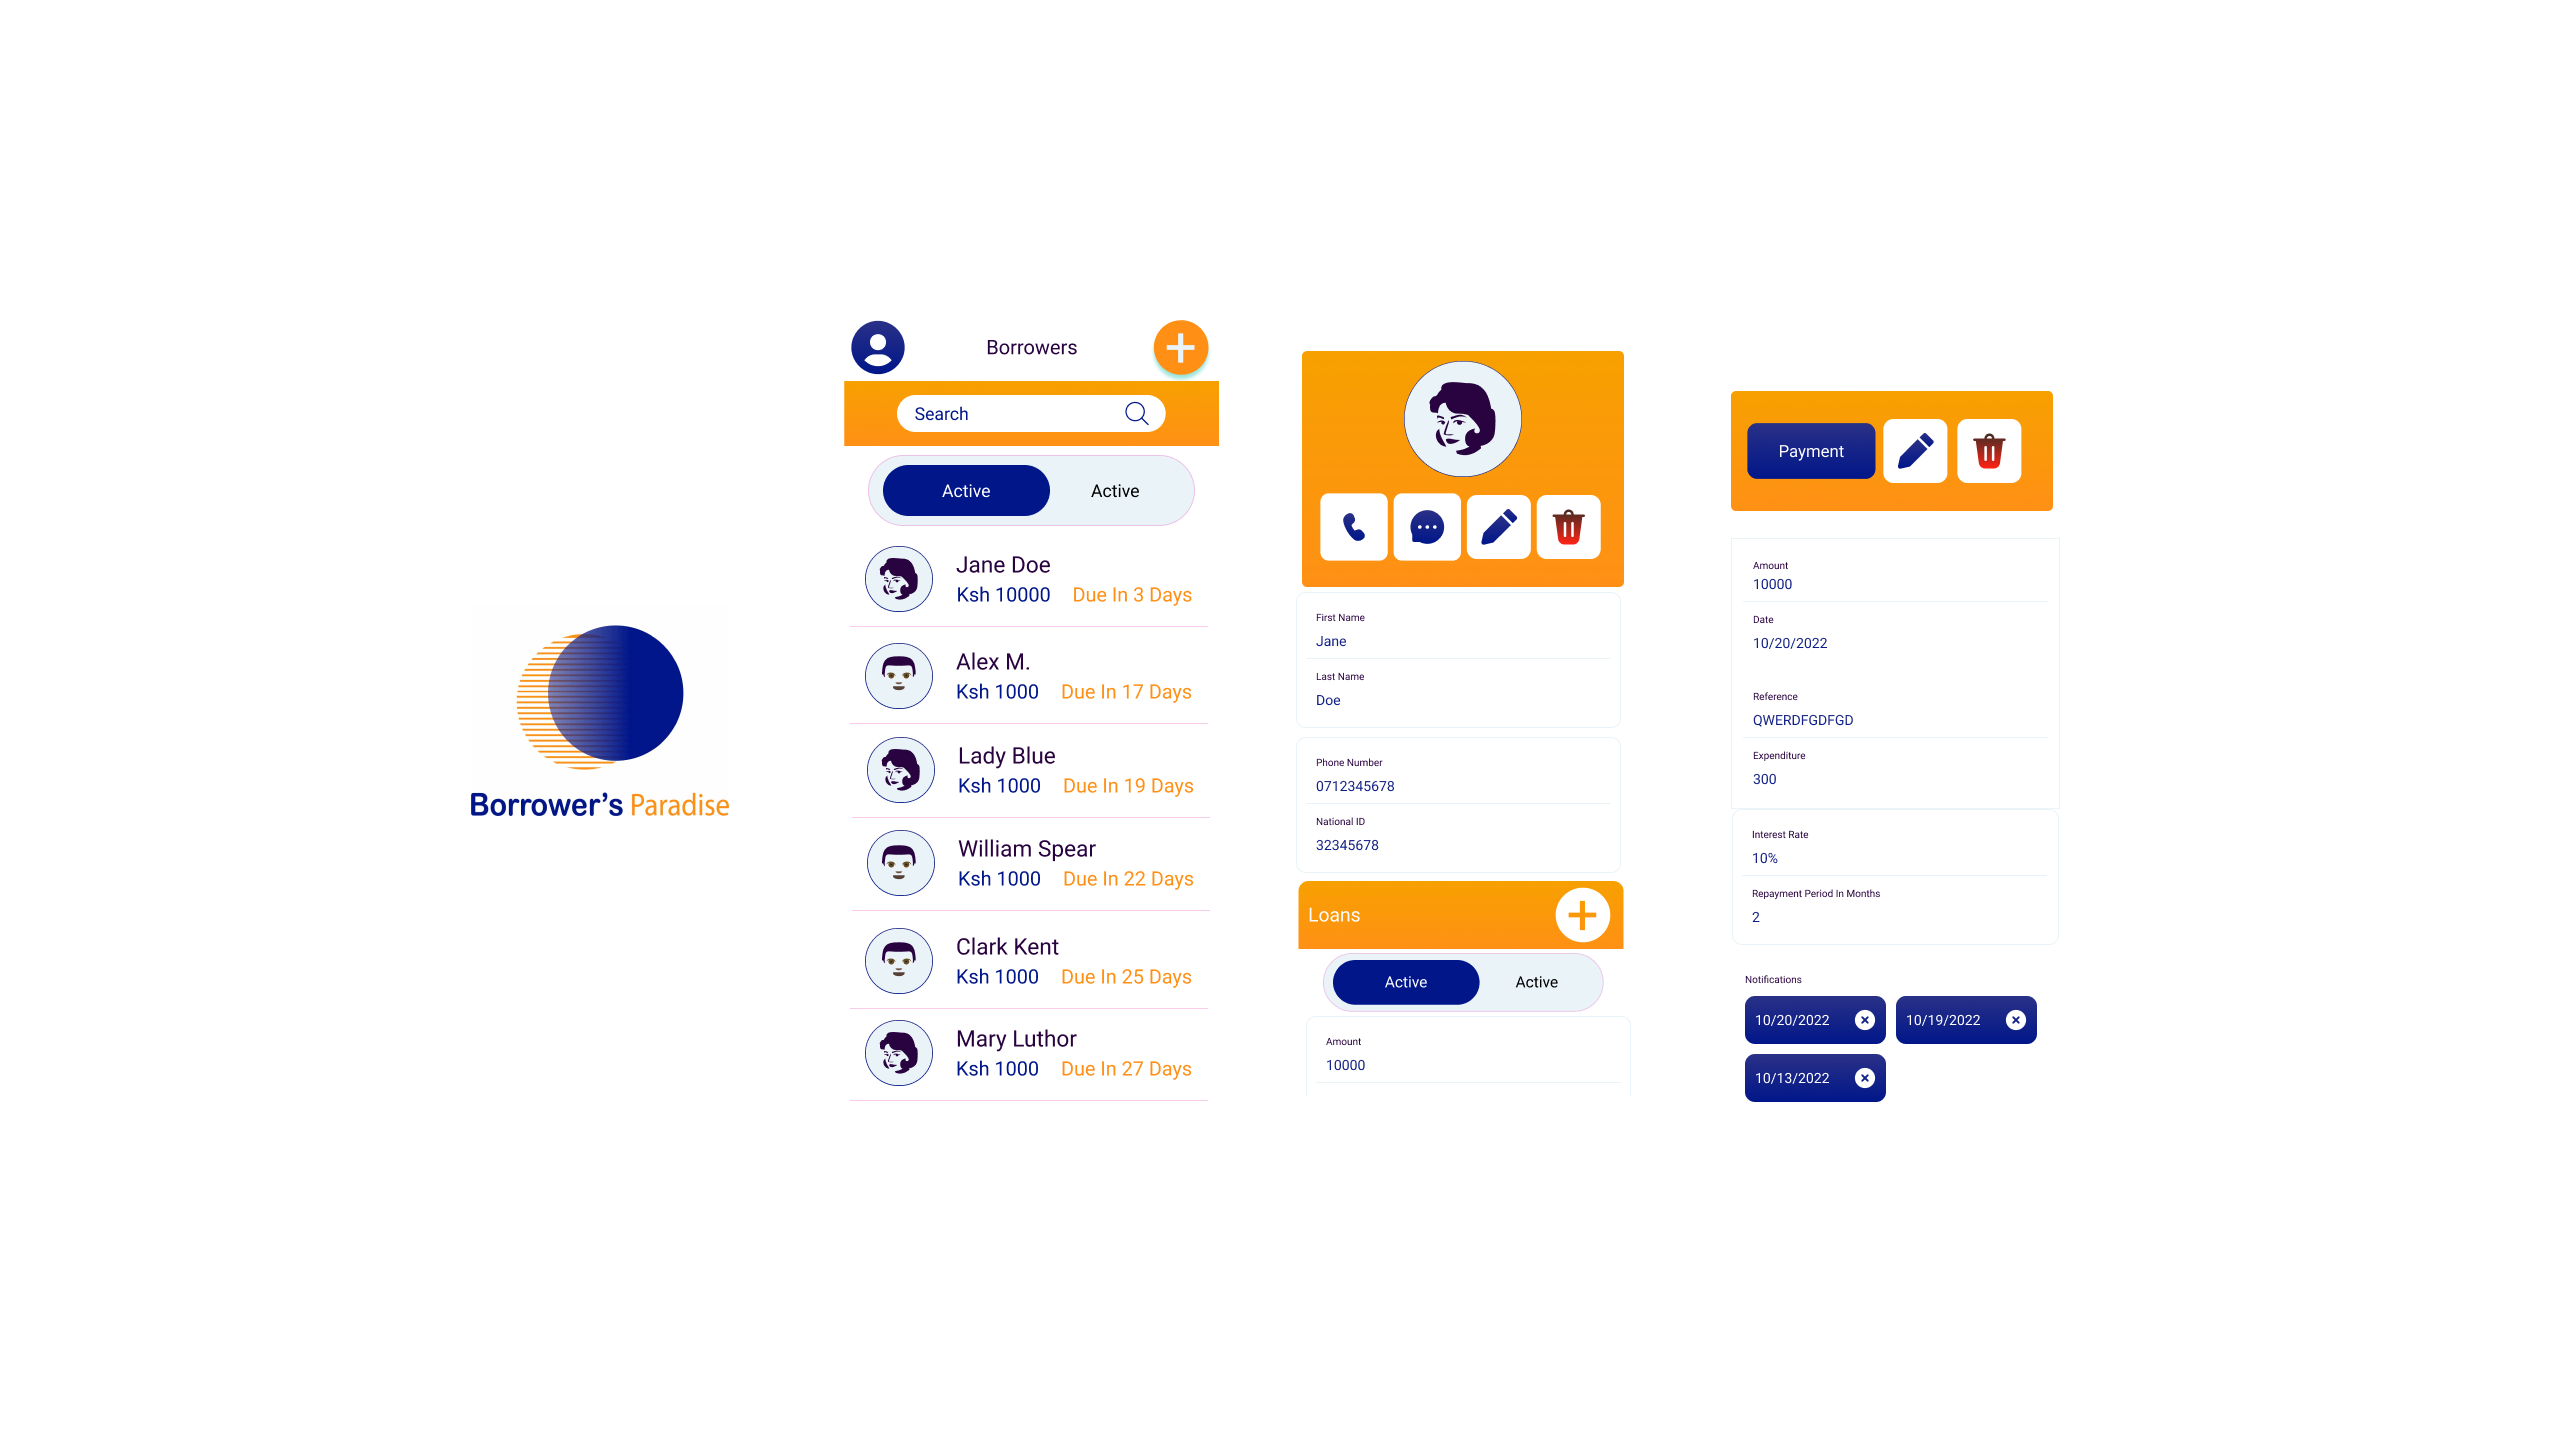 Borrower's Paradise
Borrowers
Search
Active Active
Jane Doe
Ksh 10000 Due In 3 Days
Alex M.
Ksh 1000 Due In 17 Days
Lady Blue
Ksh 1000 Due In 19 Days
William Spear
Ksh 1000 Due In 22 Days
Clark Kent
Ksh 1000 Due In 25 Days
Mary Luthor
Ksh 1000 Due In 27 Days
First Name
Jane
Last Name
Doe
Phone Number
0712345678
National ID
32345678
Loans
Active Active
Amount
10000
Payment
Amount
10000
Date
10/20/2022
Reference
QWERDFGDFGD
Expenditure
300
Interest Rate
10%
Repayment Period In Months
2
Notifications
10/20/2022 10/19/2022
10/13/2022